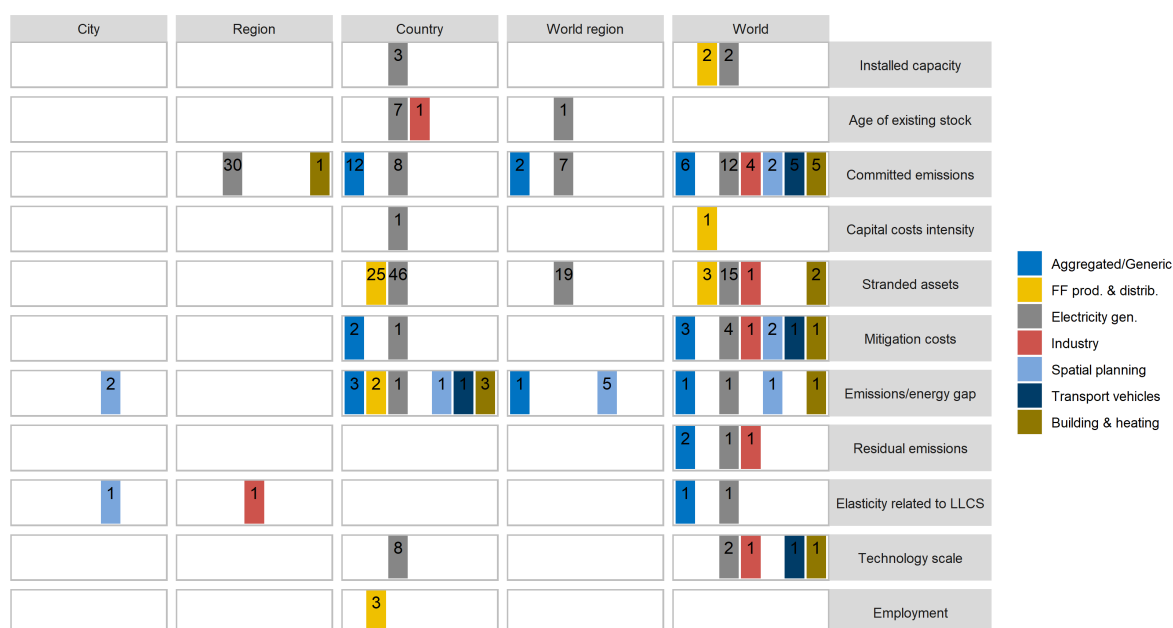 City Region Country World region World
3 2 2 Installed capacity
7 1 1 Age of existing stock
30 1 12 8 2 7 6 12 4 2 5 5 Committed emissions
1 1 Capital costs intensity
25 46 19 3 15 1 2 Stranded assets
2 1 3 4 1 2 1 1 Mitigation costs
2 3 2 1 1 1 3 1 5 1 1 1 1 Emissions/energy gap
2 1 1 Residual emissions
1 1 1 1 Elasticity related to LLCS
8 2 1 1 1 Technology scale
3 Employment
Aggregated/Generic
FF prod. & distrib.
Electricity gen.
Industry
Spatial planning
Transport vehicles
Building & heating